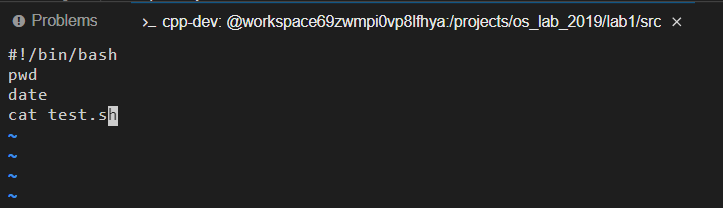 Problems
>_ cpp-dev: @workspace69zwmpi0vp8lfhya:/projects/os_lab_2019/lab1/src ×
#!/bin/bash
pwd
date
cat test.sh
~
~
~
~